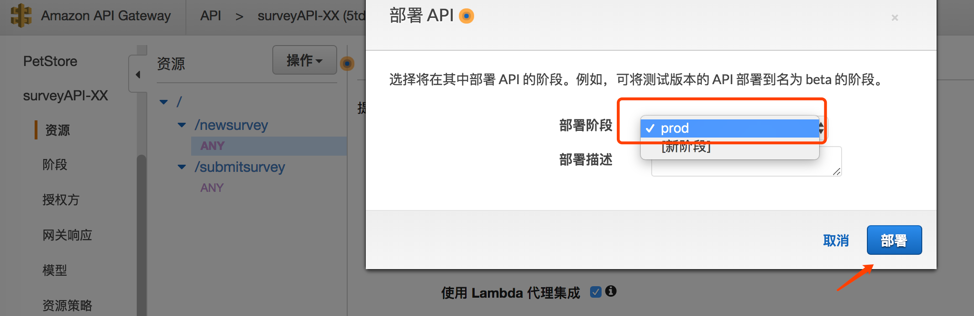 Amazon API Gateway
API > surveyAPI-XX (5td
部署 API
×
PetStore
surveyAPI-XX
资源
阶段
授权方
网关响应
模型
资源策略
资源
操作
/
/newsurvey
ANY
/submitsurvey
ANY
选择将在其中部署 API 的阶段。例如，可将测试版本的 API 部署到名为 beta 的阶段。
部署阶段
✓ prod
[新阶段]
部署描述
取消
部署
使用 Lambda 代理集成